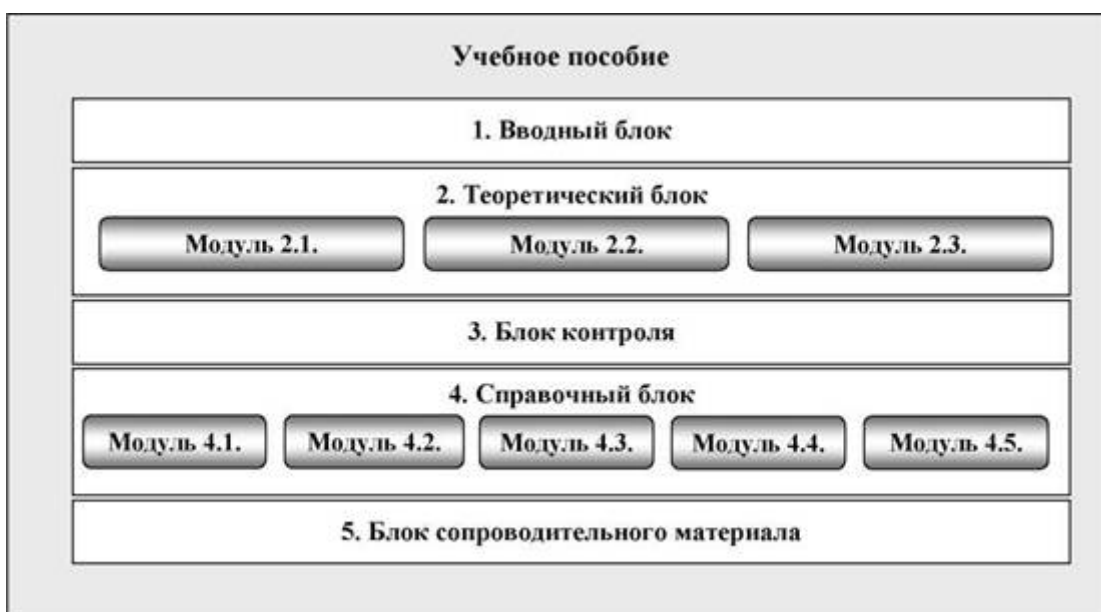 Учебное пособие
1. Вводный блок
2. Теоретический блок
Модуль 2.1. Модуль 2.2. Модуль 2.3.
3. Блок контроля
4. Справочный блок
Модуль 4.1. Модуль 4.2. Модуль 4.3. Модуль 4.4. Модуль 4.5.
5. Блок сопроводительного материала